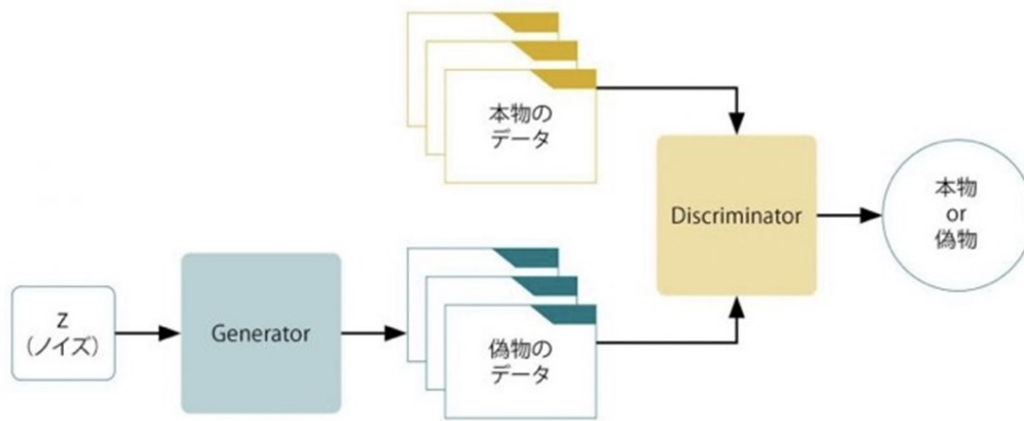 本物の
データ
Discriminator
本物
or
偽物
z
(ノイズ)
Generator
偽物の
データ